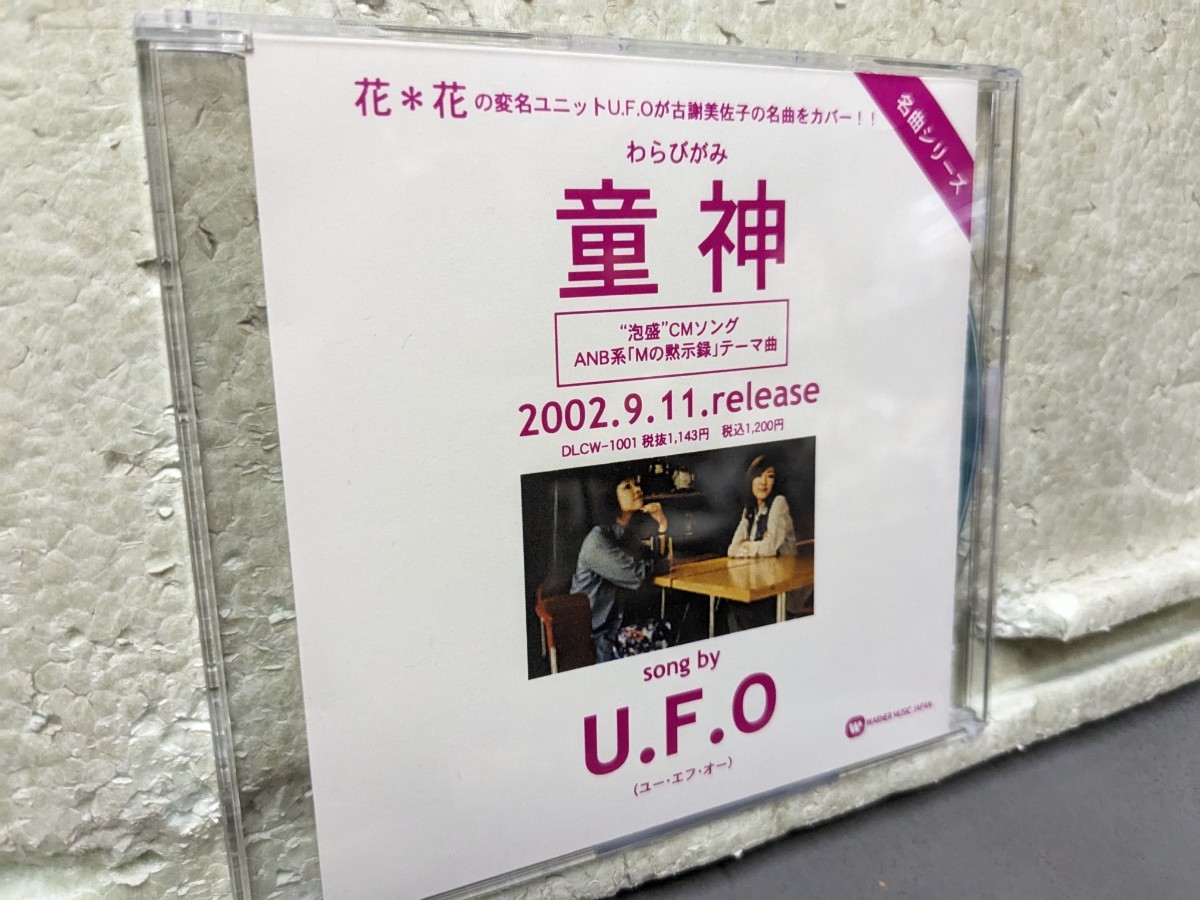 花*花の変名ユニットU.F.Oが古謝美佐子の名曲をカバー!!
名曲シリーズ
わらびがみ
童神
“泡盛”CMソング
ANB系「Mの黙示録」テーマ曲
2002.9.11.release
DLCW-1001 税抜1,143円 税込1,200円
song by
U.F.O
(ユー・エフ・オー)
WARNER MUSIC JAPAN